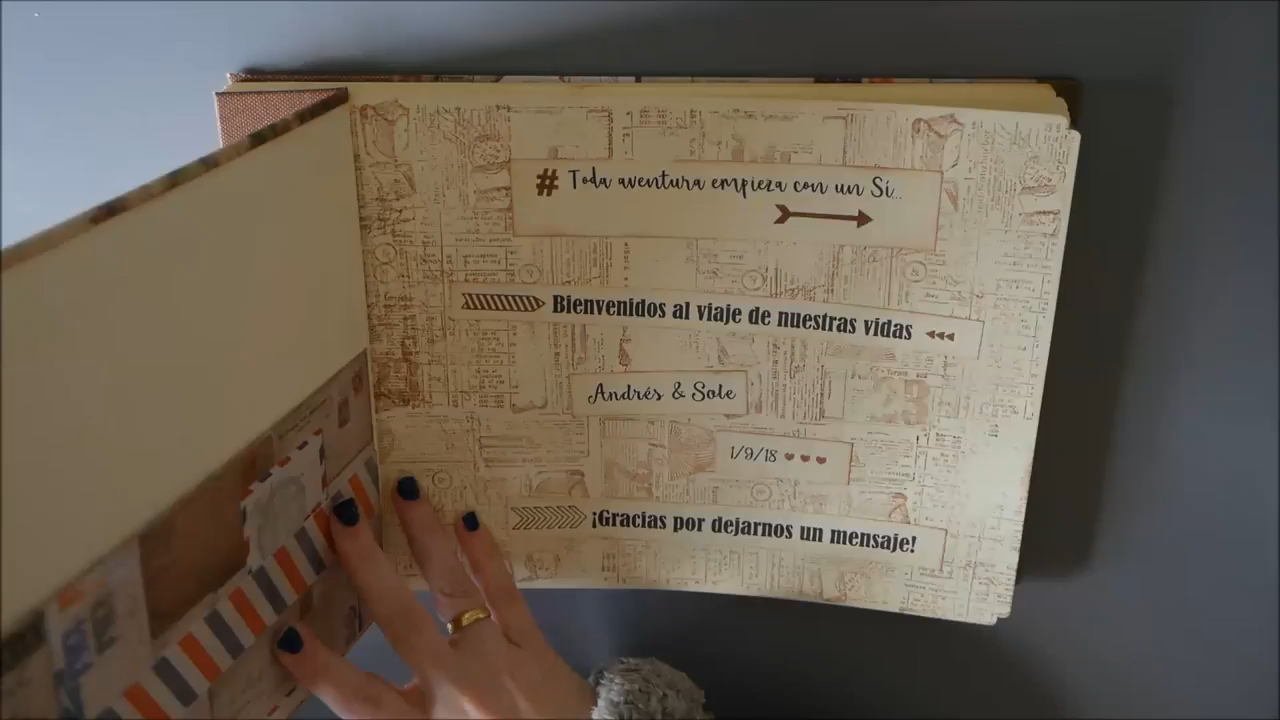 # Toda aventura empieza con un Sí...
Bienvenidos al viaje de nuestras vidas
Andrés & Sole
1/9/18
¡Gracias por dejarnos un mensaje!